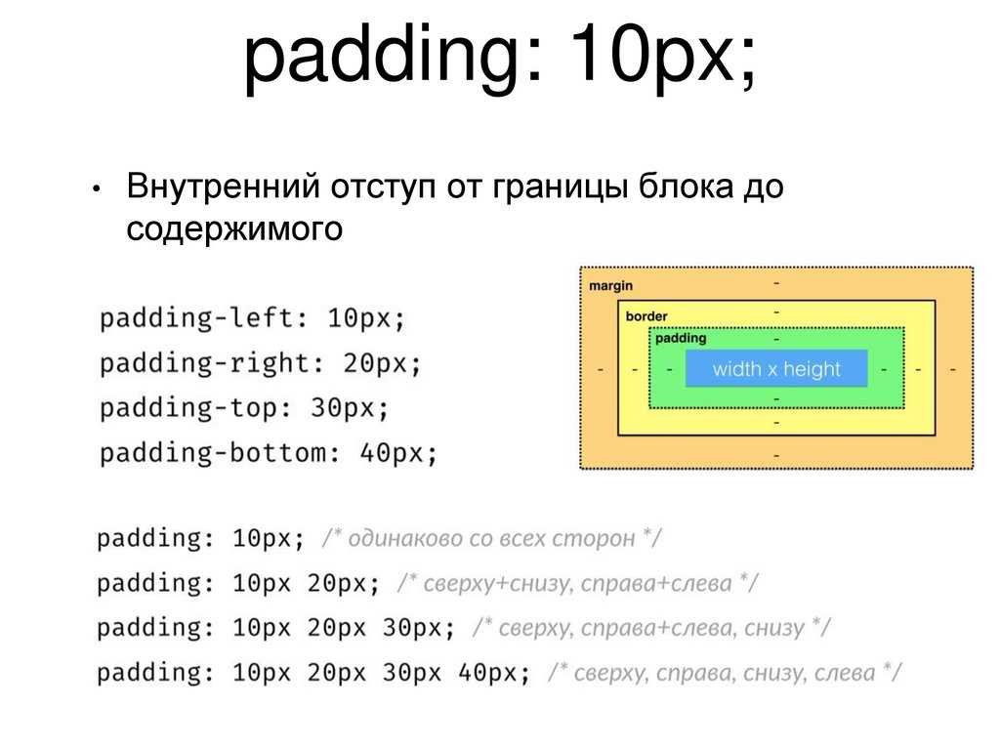 padding: 10px;
• Внутренний отступ от границы блока до
содержимого
padding-left: 10px;
padding-right: 20px;
padding-top: 30px;
padding-bottom: 40px;
margin -
border -
padding -
- - - width x height - - -
-
-
-
padding: 10px; /* одинаково со всех сторон */
padding: 10px 20px; /* сверху+снизу, справа+слева */
padding: 10px 20px 30px; /* сверху, справа+слева, снизу */
padding: 10px 20px 30px 40px; /* сверху, справа, снизу, слева */